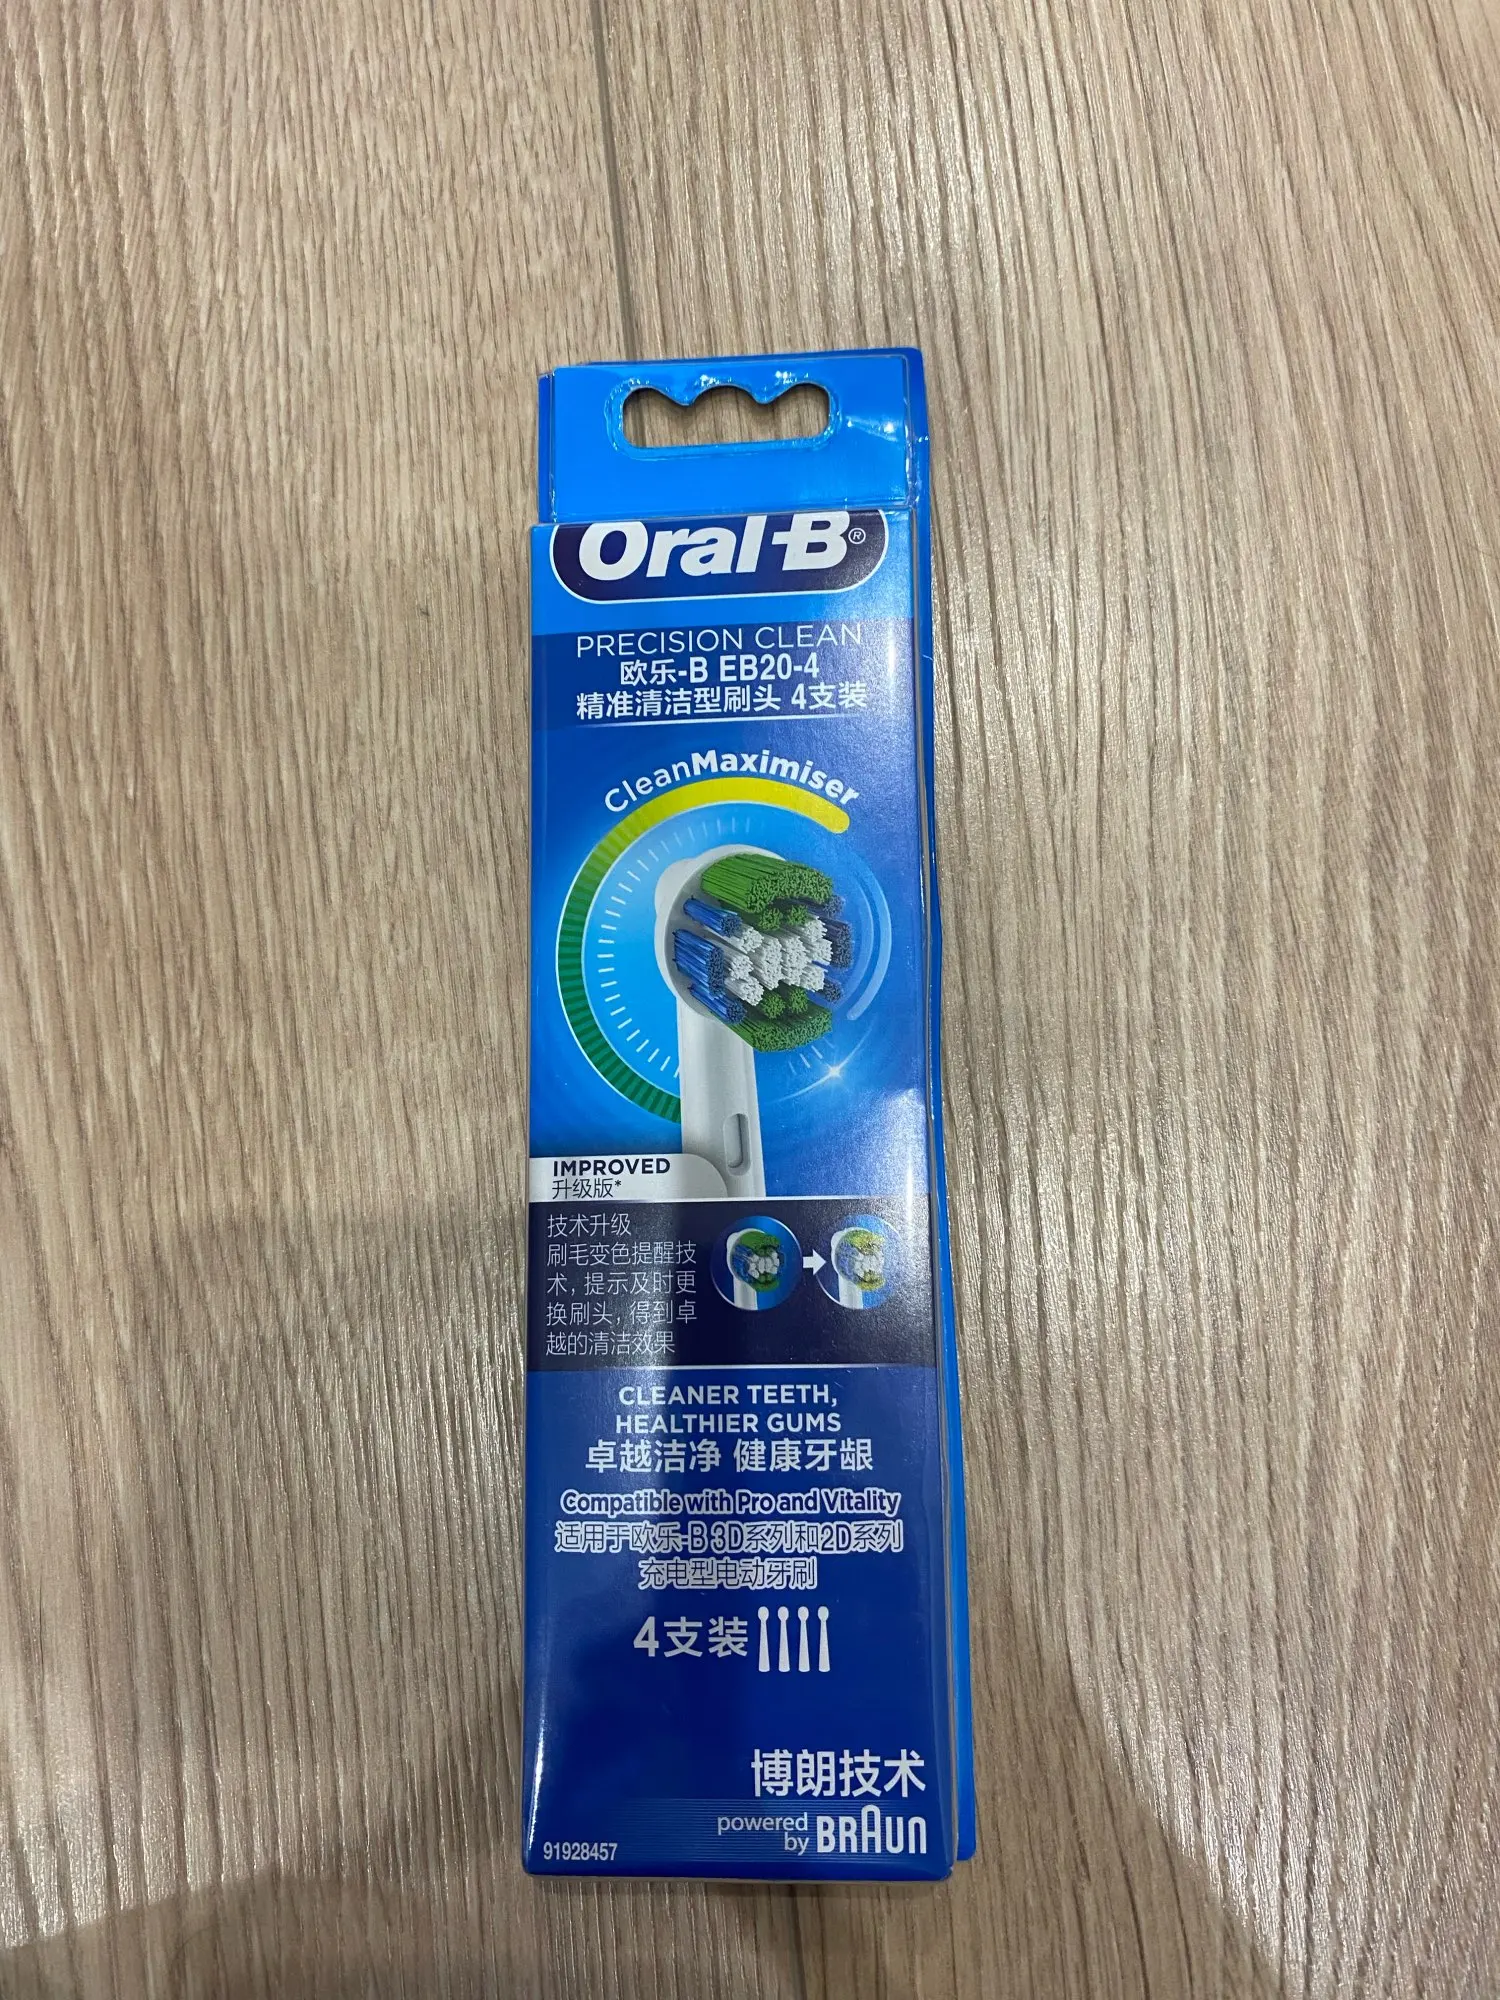 Oral-B®
PRECISION CLEAN
欧乐-B EB20-4
精准清洁型刷头 4支装
CleanMaximiser
IMPROVED
升级版*
技术升级
刷毛变色提醒技
术,提示及时更
换刷头,得到卓
越的清洁效果
CLEANER TEETH,
HEALTHIER GUMS
卓越洁净 健康牙龈
Compatible with Pro and Vitality
适用于欧乐-B 3D系列和2D系列
充电型电动牙刷
4支装
博朗技术
powered
by BRAUN
91928457